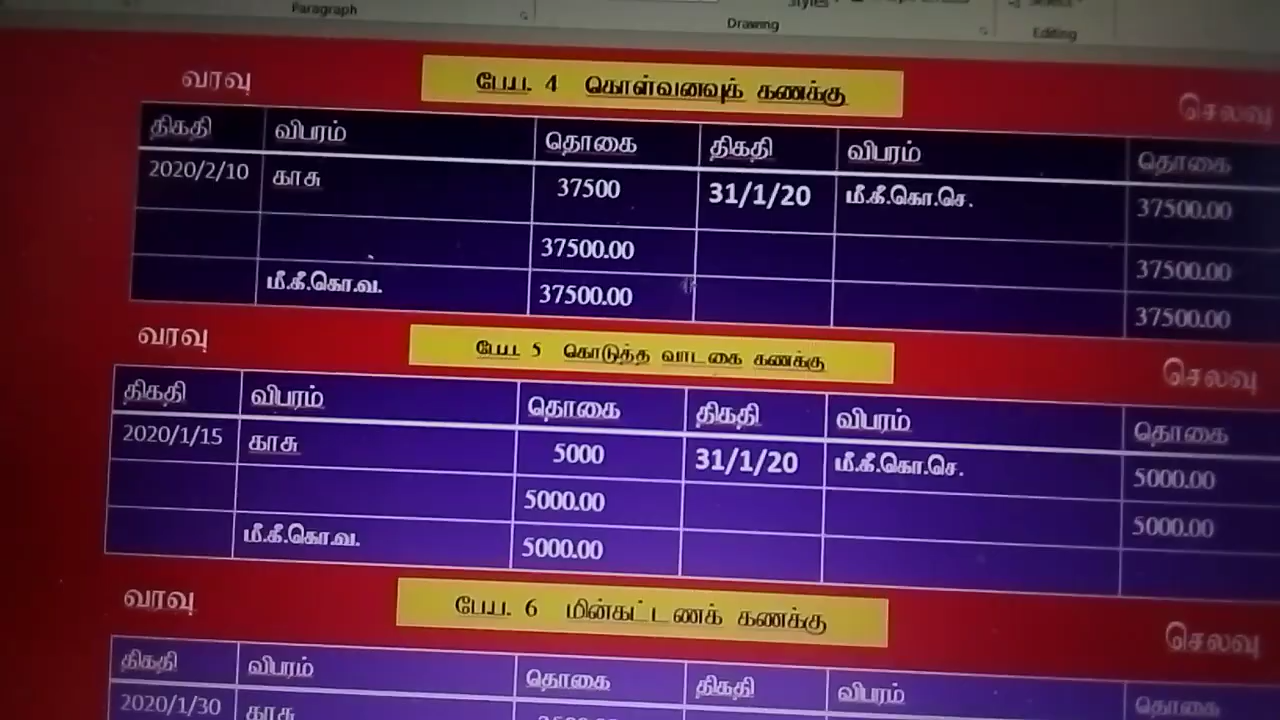 Paragraph
Drawing
Editing
வரவு
பே.ப. 4 கொள்வனவுக் கணக்கு
செலவு
திகதி விபரம் தொகை திகதி விபரம் தொகை
2020/2/10 காசு 37500 31/1/20 மீ.கீ.கொ.செ. 37500.00
37500.00 37500.00
மீ.கீ.கொ.வ. 37500.00 37500.00
வரவு
பே.ப. 5 கொடுத்த வாடகை கணக்கு
செலவு
திகதி விபரம் தொகை திகதி விபரம் தொகை
2020/1/15 காசு 5000 31/1/20 மீ.கீ.கொ.செ. 5000.00
5000.00 5000.00
மீ.கீ.கொ.வ. 5000.00
வரவு
பே.ப. 6 மின்கட்டணக் கணக்கு
செலவு
திகதி விபரம் தொகை திகதி விபரம் தொகை
2020/1/30 காசு